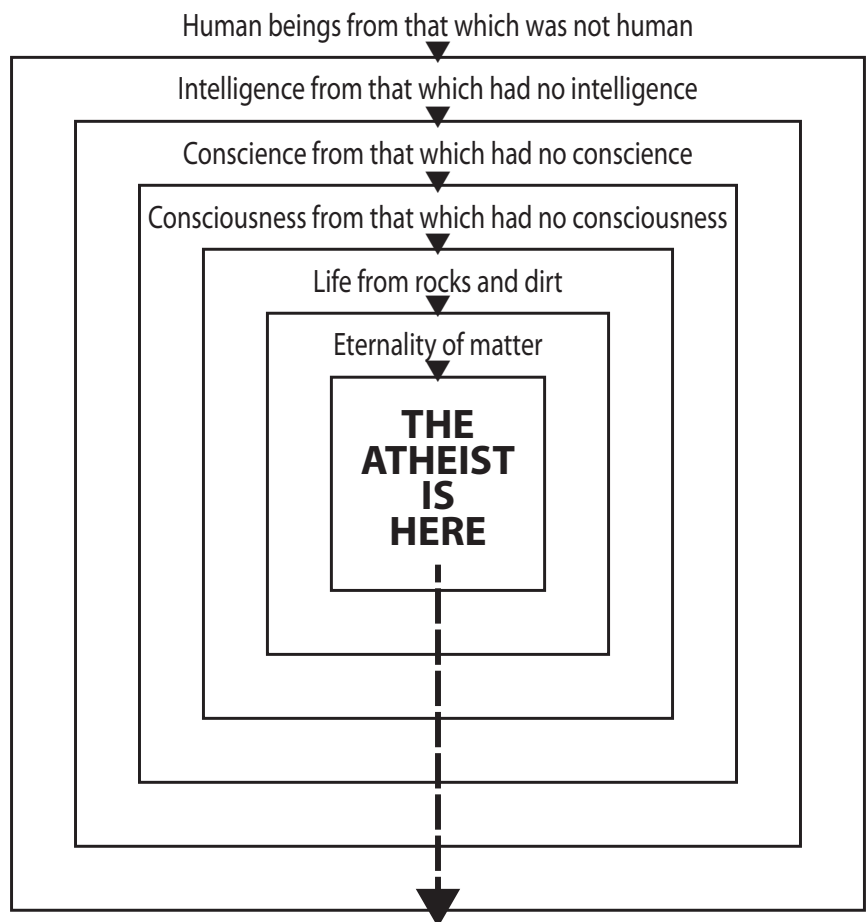 Human beings from that which was not human
Intelligence from that which had no intelligence
Conscience from that which had no conscience
Consciousness from that which had no consciousness
Life from rocks and dirt
Eternality of matter
THE
ATHEIST
IS
HERE